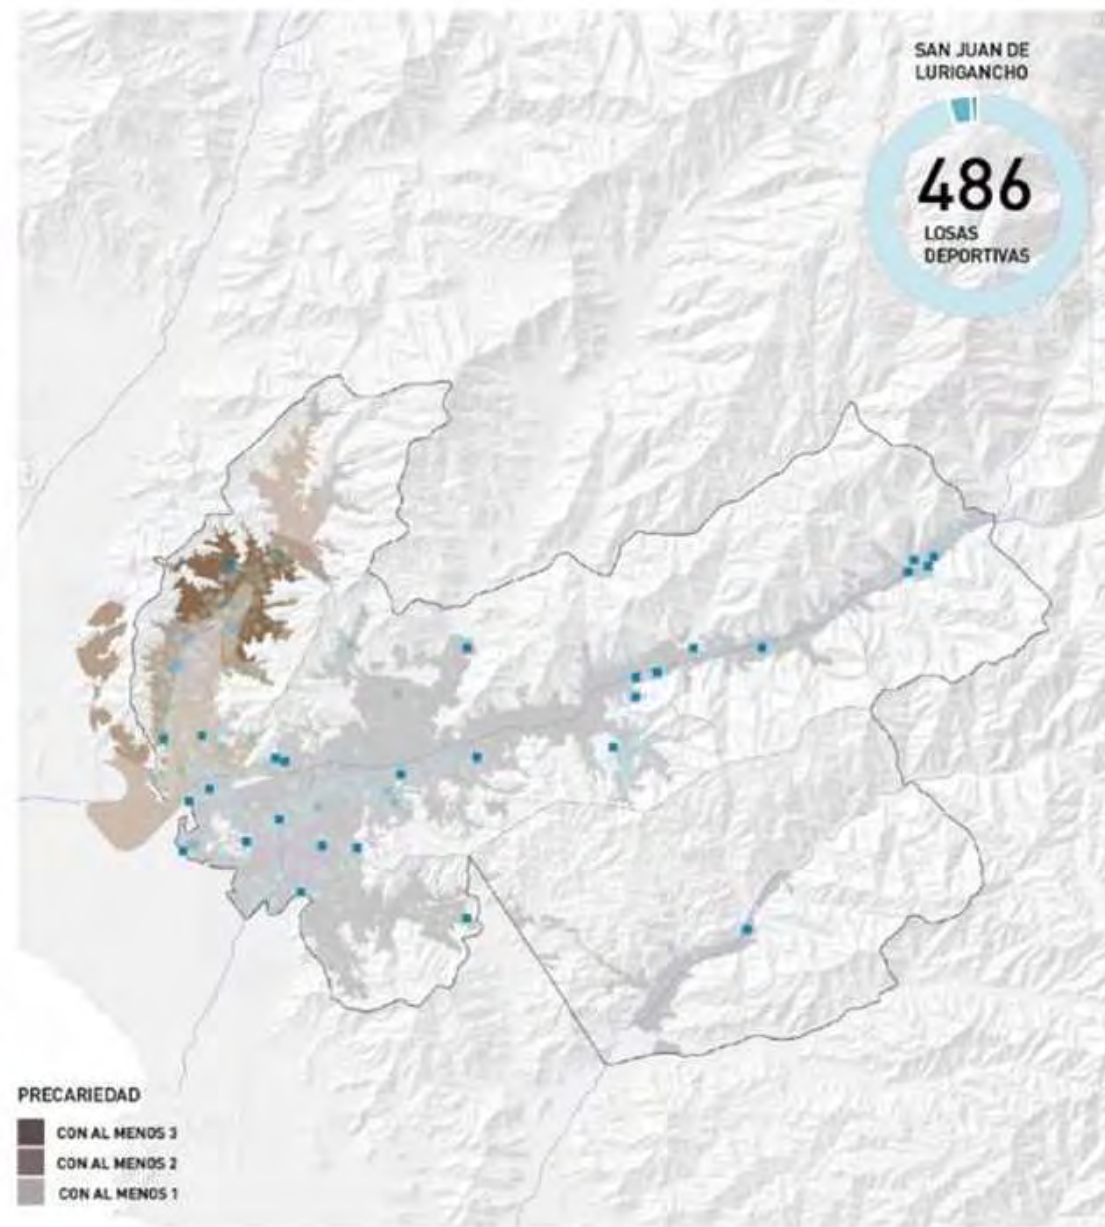 SAN JUAN DE
LURIGANCHO
486
LOSAS
DEPORTIVAS
PRECARIEDAD
CON AL MENOS 3
CON AL MENOS 2
CON AL MENOS 1